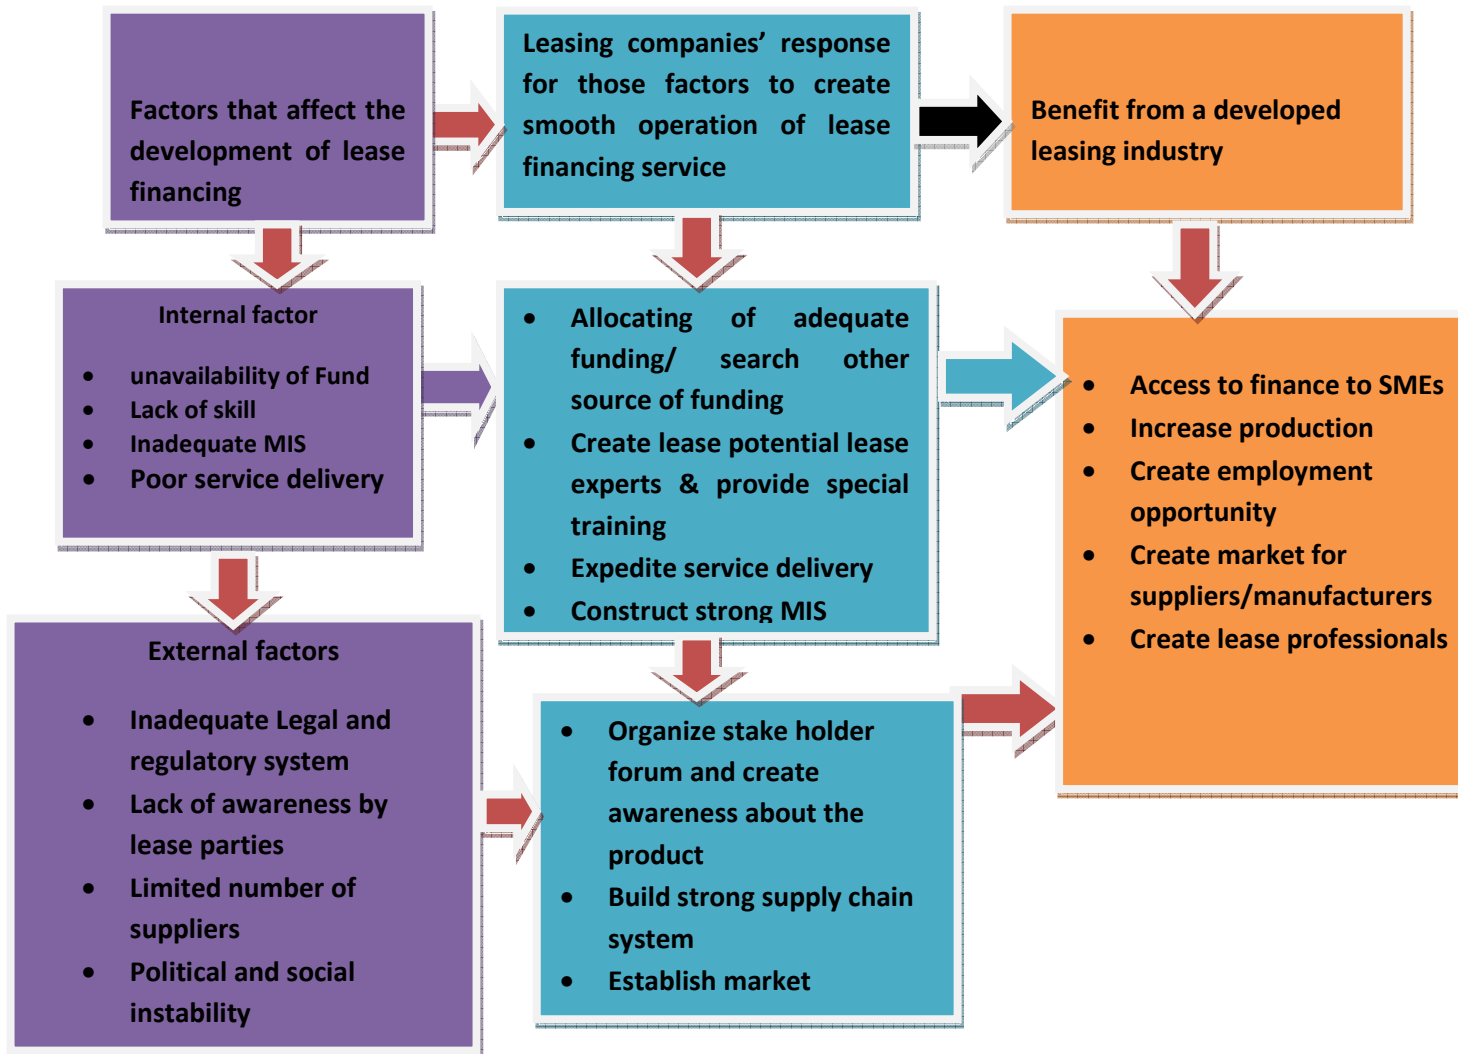 Factors that affect the
development of lease
financing
Leasing companies’ response
for those factors to create
smooth operation of lease
financing service
Benefit from a developed
leasing industry
Internal factor
• unavailability of Fund
• Lack of skill
• Inadequate MIS
• Poor service delivery
• Allocating of adequate
funding/ search other
source of funding
• Create lease potential lease
experts & provide special
training
• Expedite service delivery
• Construct strong MIS
• Access to finance to SMEs
• Increase production
• Create employment
opportunity
• Create market for
suppliers/manufacturers
• Create lease professionals
External factors
• Inadequate Legal and
regulatory system
• Lack of awareness by
lease parties
• Limited number of
suppliers
• Political and social
instability
• Organize stake holder
forum and create
awareness about the
product
• Build strong supply chain
system
• Establish market